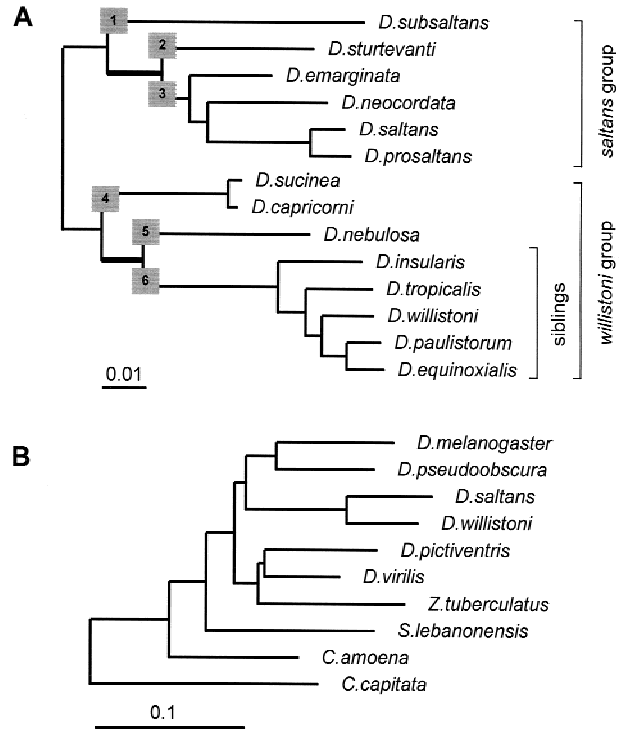 A
1
D.subsaltans
2
D.sturtevanti
3
D.emarginata
D.neocordata
D.saltans
D.prosaltans
saltans group
4
D.sucinea
D.capricorni
5
D.nebulosa
6
D.insularis
D.tropicalis
D.willistoni
D.paulistorum
D.equinoxialis
siblings
willistoni group
0.01
B
D.melanogaster
D.pseudoobscura
D.saltans
D.willistoni
D.pictiventris
D.virilis
Z.tuberculatus
S.lebanonensis
C.amoena
C.capitata
0.1